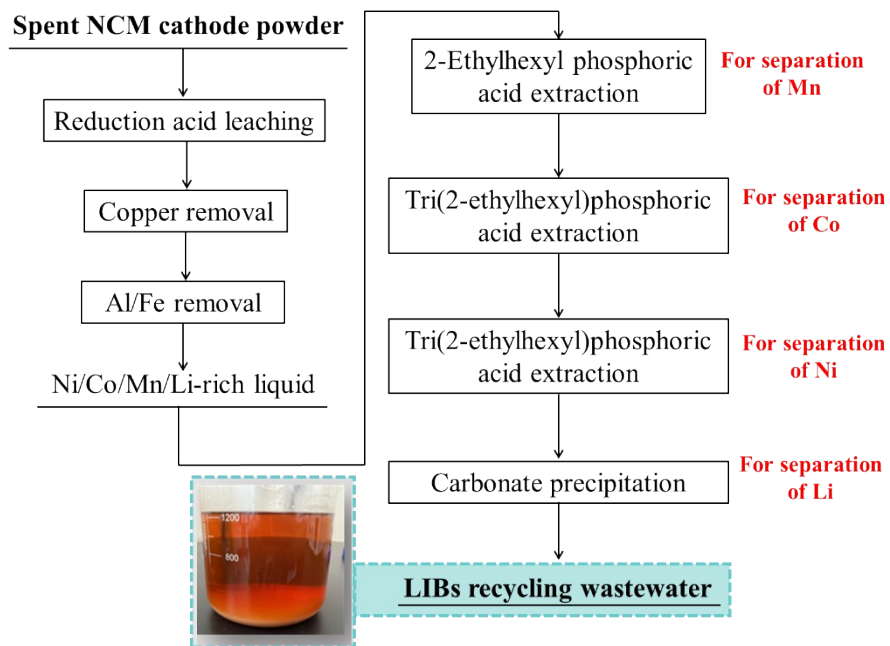 Spent NCM cathode powder
Reduction acid leaching
Copper removal
Al/Fe removal
Ni/Co/Mn/Li-rich liquid
2-Ethylhexyl phosphoric
acid extraction
For separation
of Mn
Tri(2-ethylhexyl)phosphoric
acid extraction
For separation
of Co
Tri(2-ethylhexyl)phosphoric
acid extraction
For separation
of Ni
Carbonate precipitation
For separation
of Li
1200
800
LIBs recycling wastewater